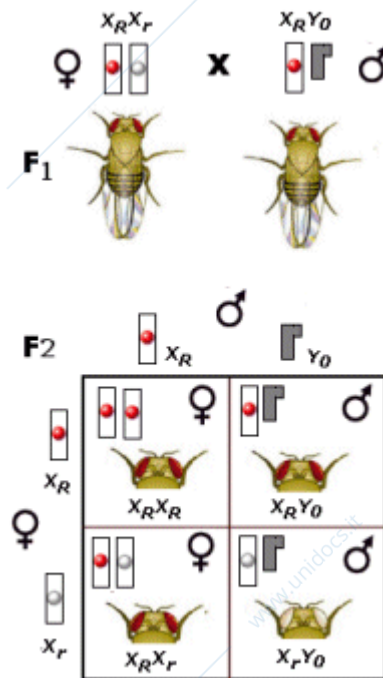 X_R X_r X_R Y_0
♀ x ♂
F1
♂
F2 X_R Y_0
♀ ♂
X_R X_R X_R X_R Y_0
♀
♀ ♂
X_r X_R X_r X_r Y_0
www.unidocs.it